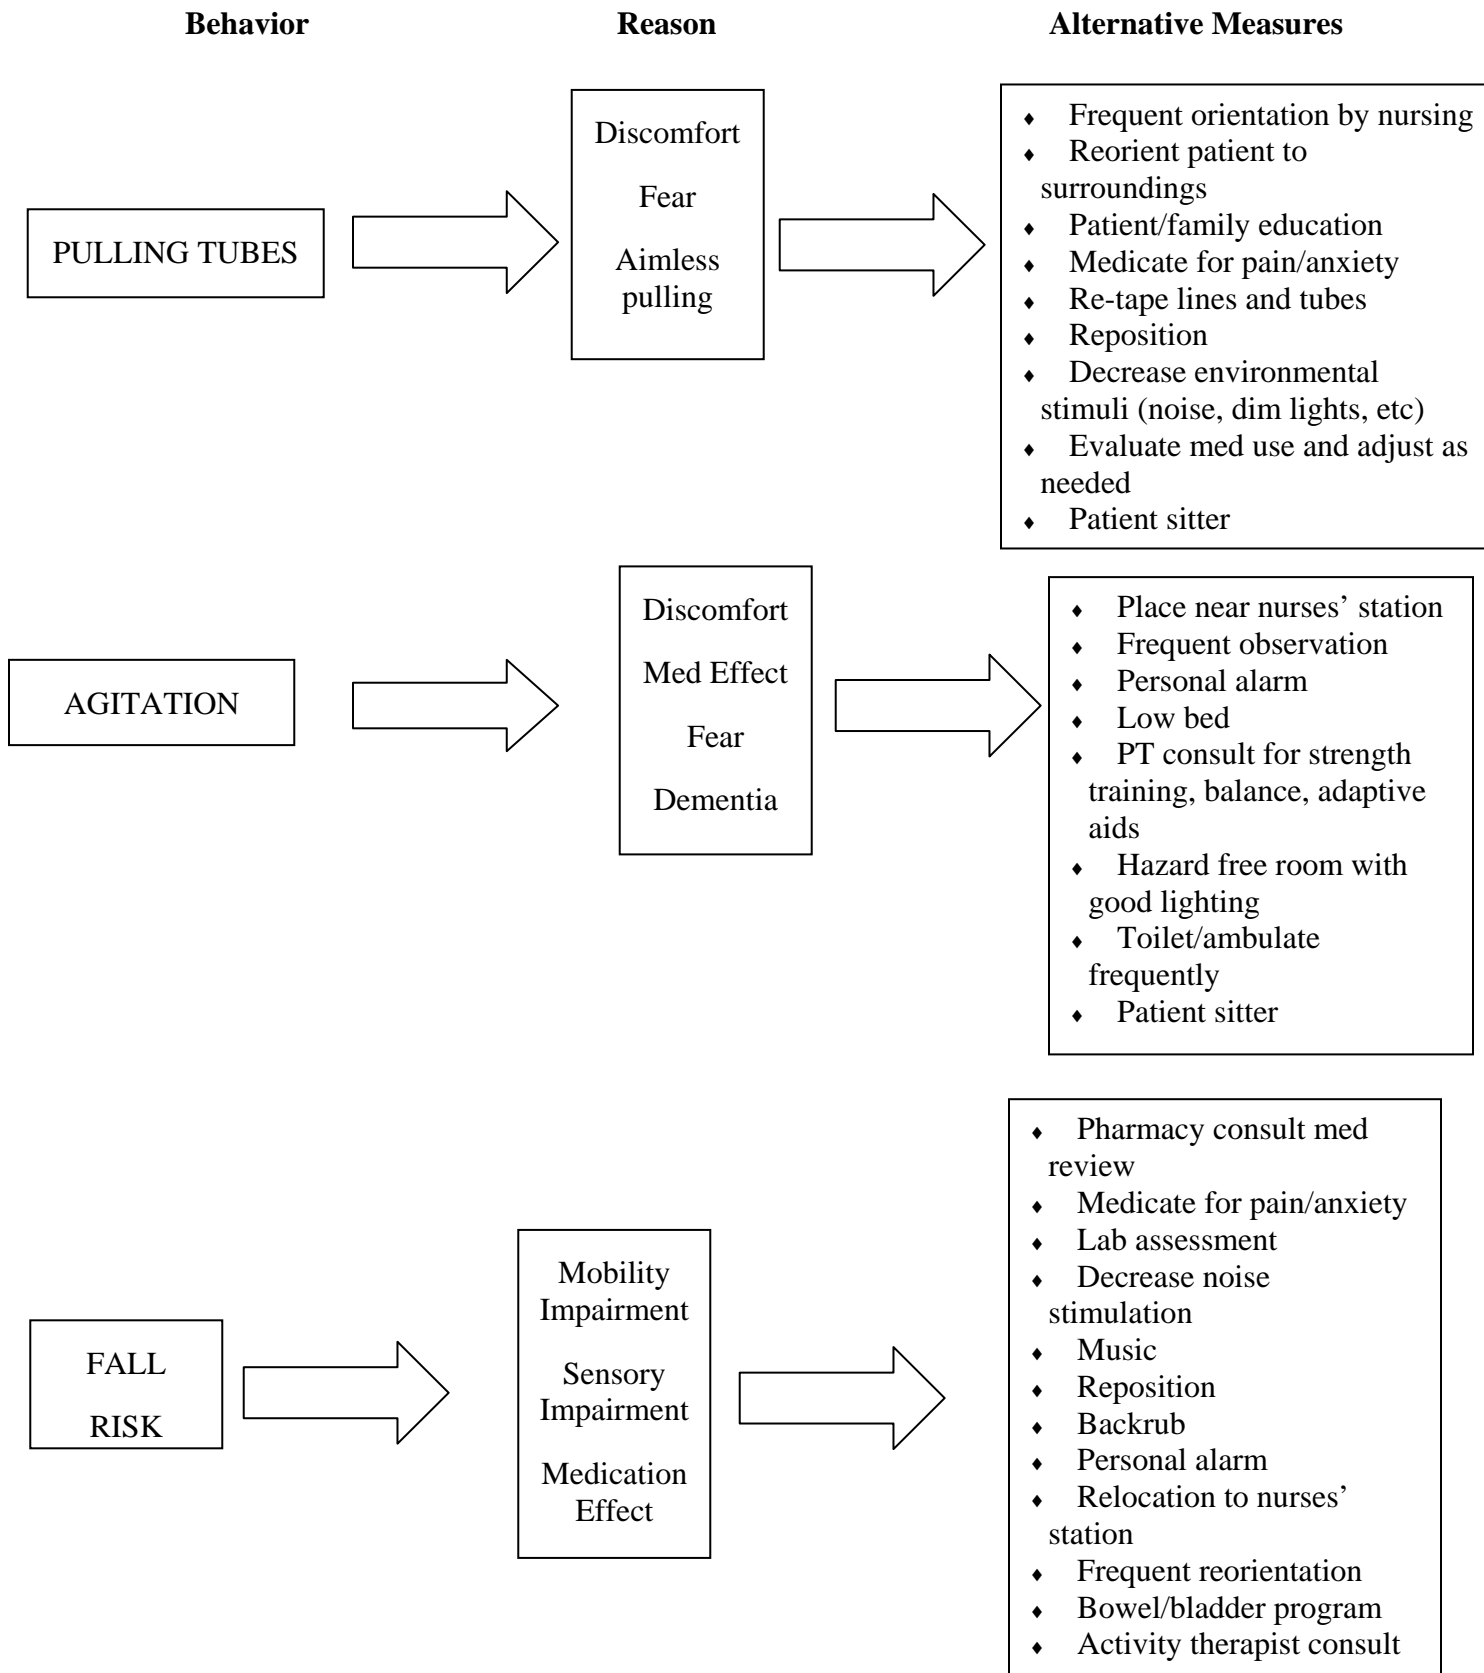 Behavior Reason Alternative Measures
PULLING TUBES
Discomfort
Fear
Aimless
pulling
♦ Frequent orientation by nursing
♦ Reorient patient to
surroundings
♦ Patient/family education
♦ Medicate for pain/anxiety
♦ Re-tape lines and tubes
♦ Reposition
♦ Decrease environmental
stimuli (noise, dim lights, etc)
♦ Evaluate med use and adjust as
needed
♦ Patient sitter
AGITATION
Discomfort
Med Effect
Fear
Dementia
♦ Place near nurses’ station
♦ Frequent observation
♦ Personal alarm
♦ Low bed
♦ PT consult for strength
training, balance, adaptive
aids
♦ Hazard free room with
good lighting
♦ Toilet/ambulate
frequently
♦ Patient sitter
FALL
RISK
Mobility
Impairment
Sensory
Impairment
Medication
Effect
♦ Pharmacy consult med
review
♦ Medicate for pain/anxiety
♦ Lab assessment
♦ Decrease noise
stimulation
♦ Music
♦ Reposition
♦ Backrub
♦ Personal alarm
♦ Relocation to nurses’
station
♦ Frequent reorientation
♦ Bowel/bladder program
♦ Activity therapist consult